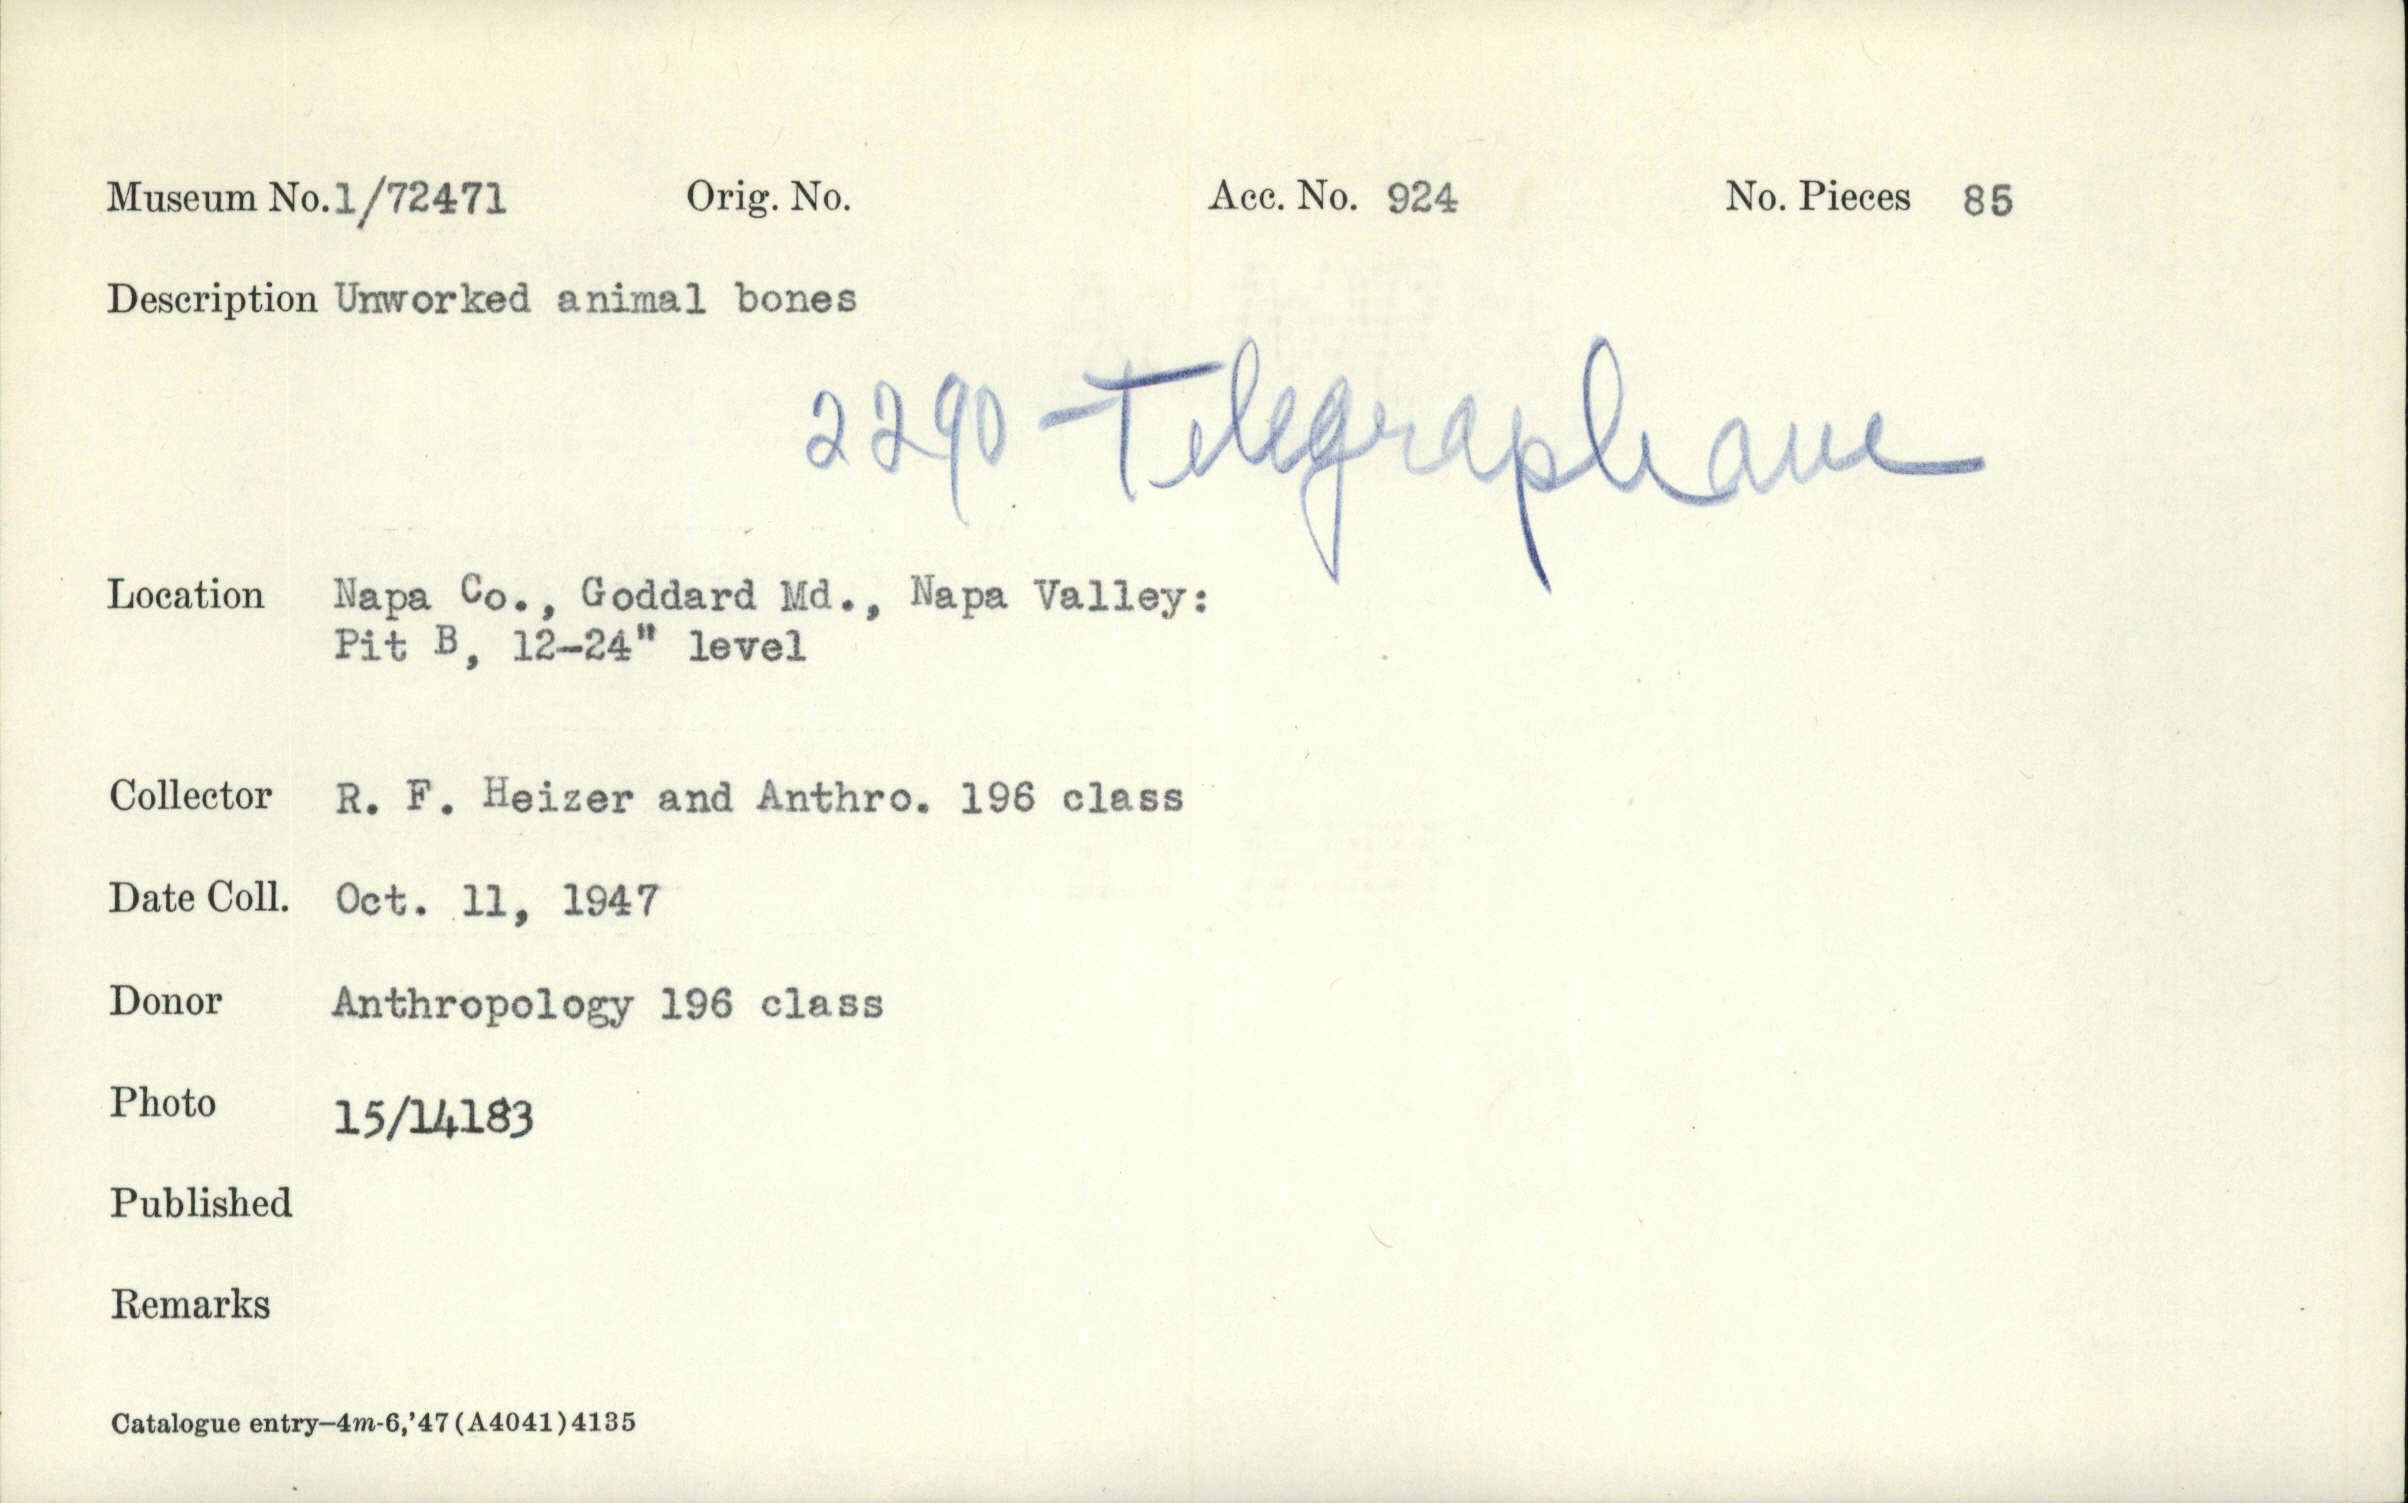 Museum No. 1/72471 Orig. No. Acc. No. 924 No. Pieces 85
Description Unworked animal bones
2290 Telegraph ave
Location Napa Co., Goddard Md., Napa Valley:
Pit B, 12-24" level
Collector R. F. Heizer and Anthro. 196 class
Date Coll. Oct. 11, 1947
Donor Anthropology 196 class
Photo 15/14183
Published
Remarks
Catalogue entry—4m-6,'47(A4041)4135